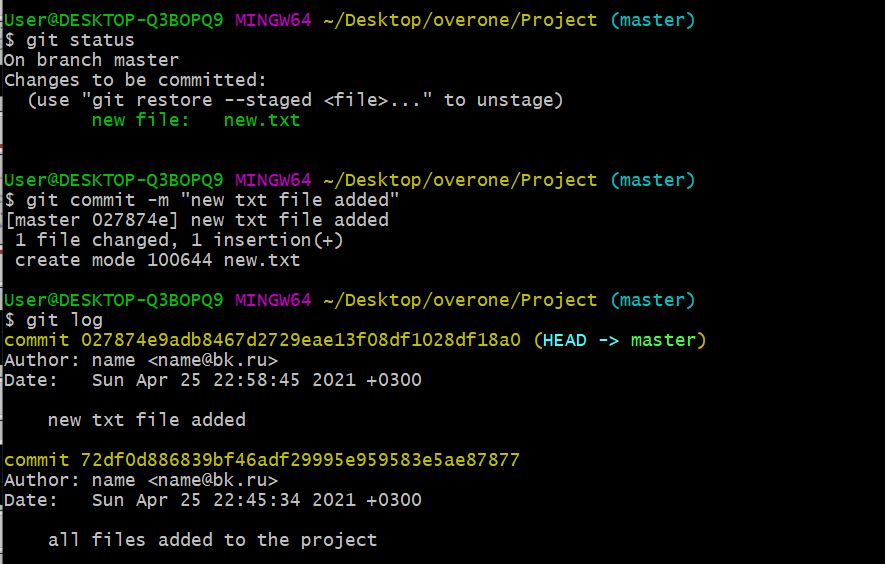 User@DESKTOP-Q3BOPQ9 MINGW64 ~/Desktop/overone/Project (master)
$ git status
On branch master
Changes to be committed:
  (use "git restore --staged <file>..." to unstage)
        new file:   new.txt
User@DESKTOP-Q3BOPQ9 MINGW64 ~/Desktop/overone/Project (master)
$ git commit -m "new txt file added"
[master 027874e] new txt file added
 1 file changed, 1 insertion(+)
 create mode 100644 new.txt
User@DESKTOP-Q3BOPQ9 MINGW64 ~/Desktop/overone/Project (master)
$ git log
commit 027874e9adb8467d2729eae13f08df1028df18a0 (HEAD -> master)
Author: name <name@bk.ru>
Date:   Sun Apr 25 22:58:45 2021 +0300
    new txt file added
commit 72df0d886839bf46adf29995e959583e5ae87877
Author: name <name@bk.ru>
Date:   Sun Apr 25 22:45:34 2021 +0300
    all files added to the project